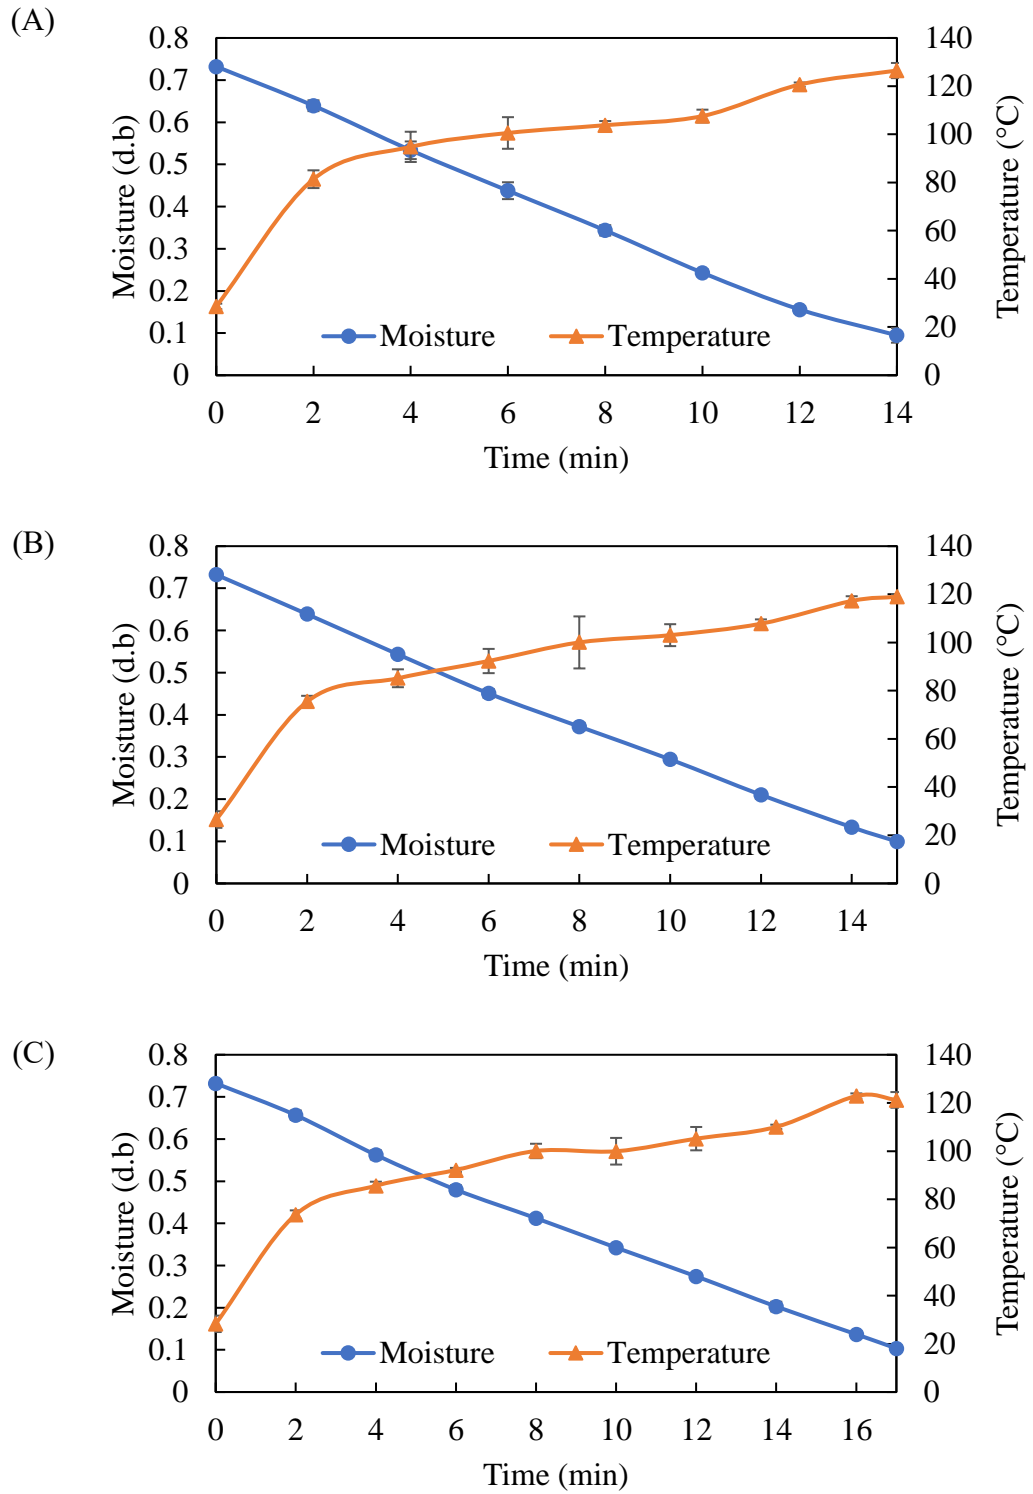 (A)
0.8 140
0.7 120
0.6 100
0.5 80
0.4 60
0.3 40
0.2 20
0.1 0
0
Moisture (d.b)
Temperature (°C)
Moisture Temperature
0 2 4 6 8 10 12 14
Time (min)
(B)
0.8 140
0.7 120
0.6 100
0.5 80
0.4 60
0.3 40
0.2 20
0.1 0
0
Moisture (d.b)
Temperature (°C)
Moisture Temperature
0 2 4 6 8 10 12 14
Time (min)
(C)
0.8 140
0.7 120
0.6 100
0.5 80
0.4 60
0.3 40
0.2 20
0.1 0
0
Moisture (d.b)
Temperature (°C)
Moisture Temperature
0 2 4 6 8 10 12 14 16
Time (min)